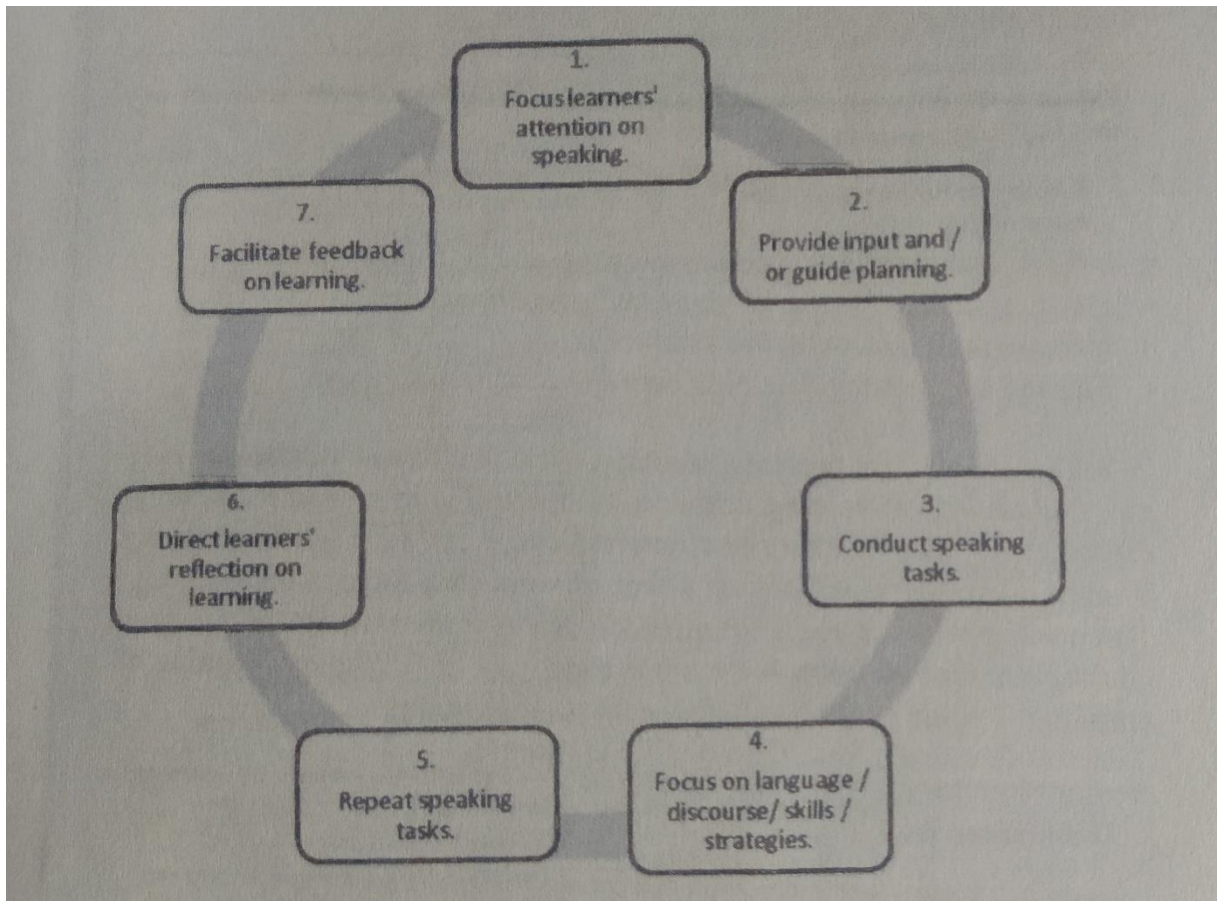 1.
Focus learners'
attention on
speaking.
2.
Provide input and /
or guide planning.
3.
Conduct speaking
tasks.
4.
Focus on language /
discourse/ skills /
strategies.
5.
Repeat speaking
tasks.
6.
Direct learners'
reflection on
learning.
7.
Facilitate feedback
on learning.